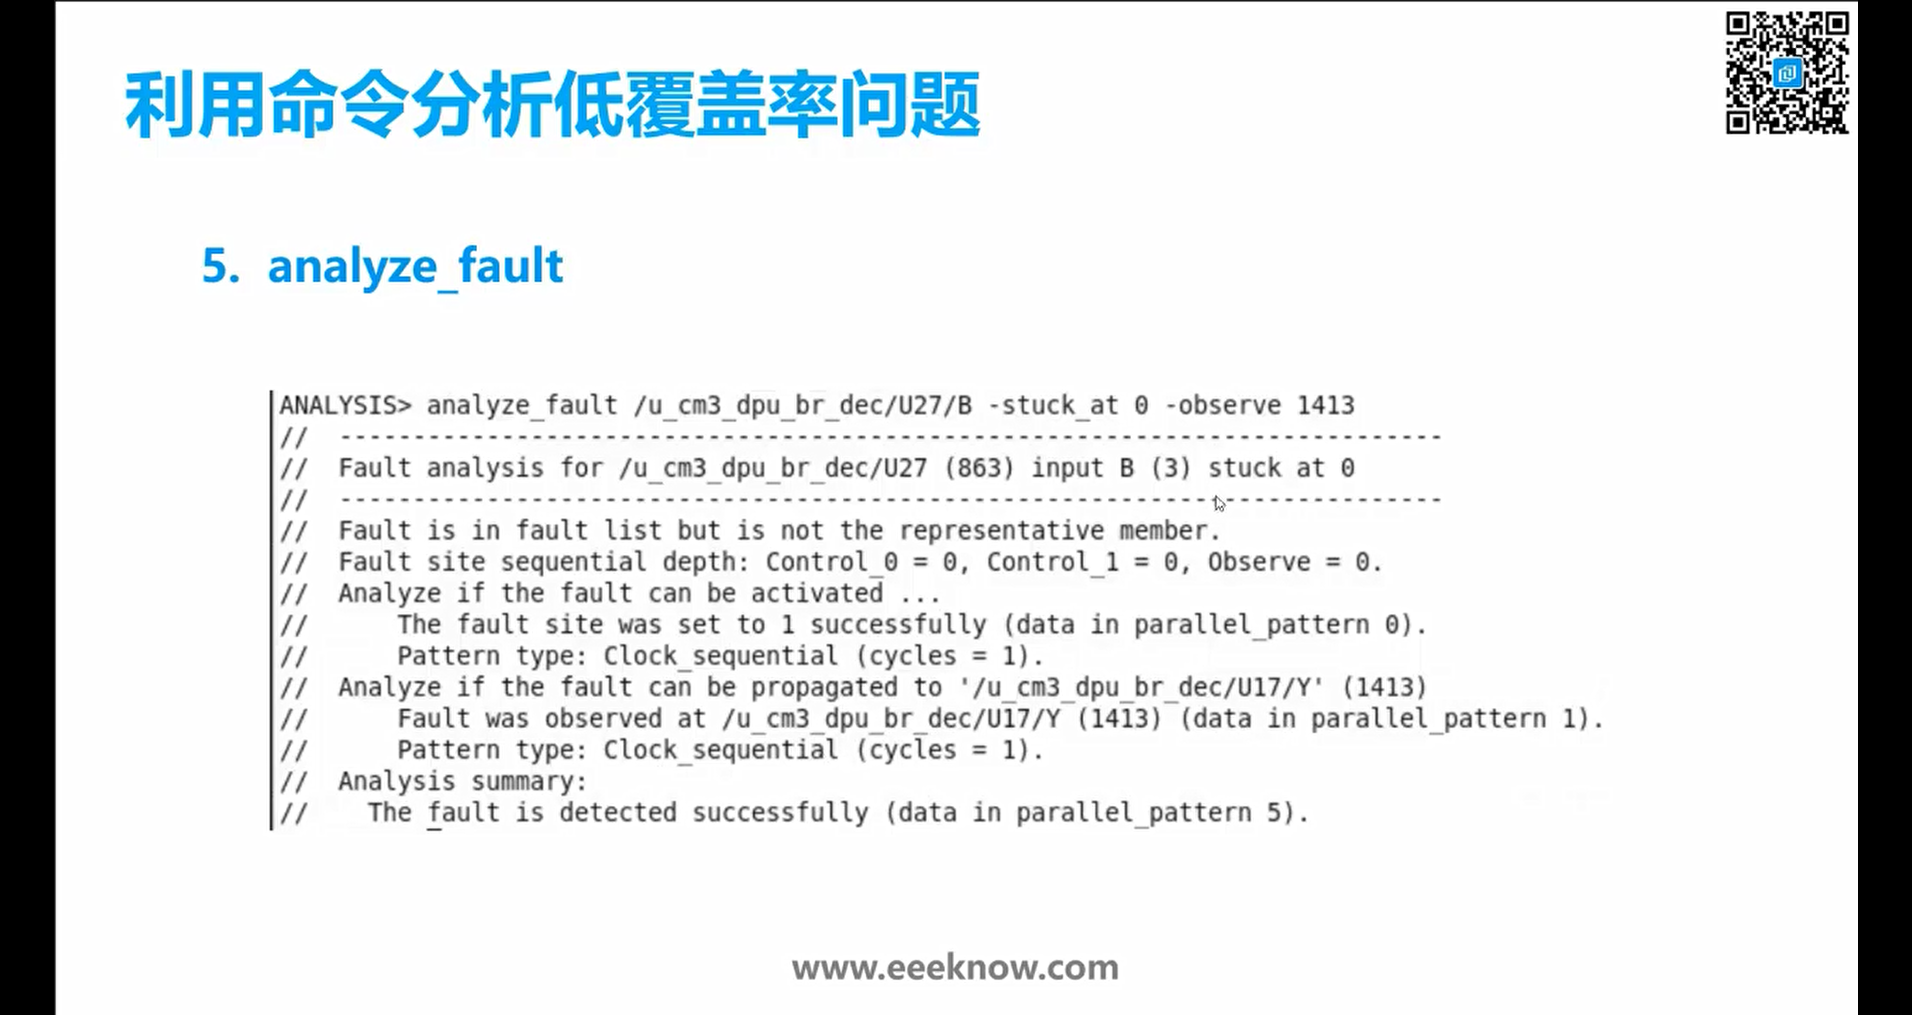 利用命令分析低覆盖率问题
5. analyze_fault
ANALYSIS> analyze_fault /u_cm3_dpu_br_dec/U27/B -stuck_at 0 -observe 1413
// ---------------------------------------------------------------------------
// Fault analysis for /u_cm3_dpu_br_dec/U27 (863) input B (3) stuck at 0
// ---------------------------------------------------------------------------
// Fault is in fault list but is not the representative member.
// Fault site sequential depth: Control_0 = 0, Control_1 = 0, Observe = 0.
// Analyze if the fault can be activated ...
// The fault site was set to 1 successfully (data in parallel_pattern 0).
// Pattern type: Clock_sequential (cycles = 1).
// Analyze if the fault can be propagated to '/u_cm3_dpu_br_dec/U17/Y' (1413)
// Fault was observed at /u_cm3_dpu_br_dec/U17/Y (1413) (data in parallel_pattern 1).
// Pattern type: Clock_sequential (cycles = 1).
// Analysis summary:
// The fault is detected successfully (data in parallel_pattern 5).
www.eeeknow.com